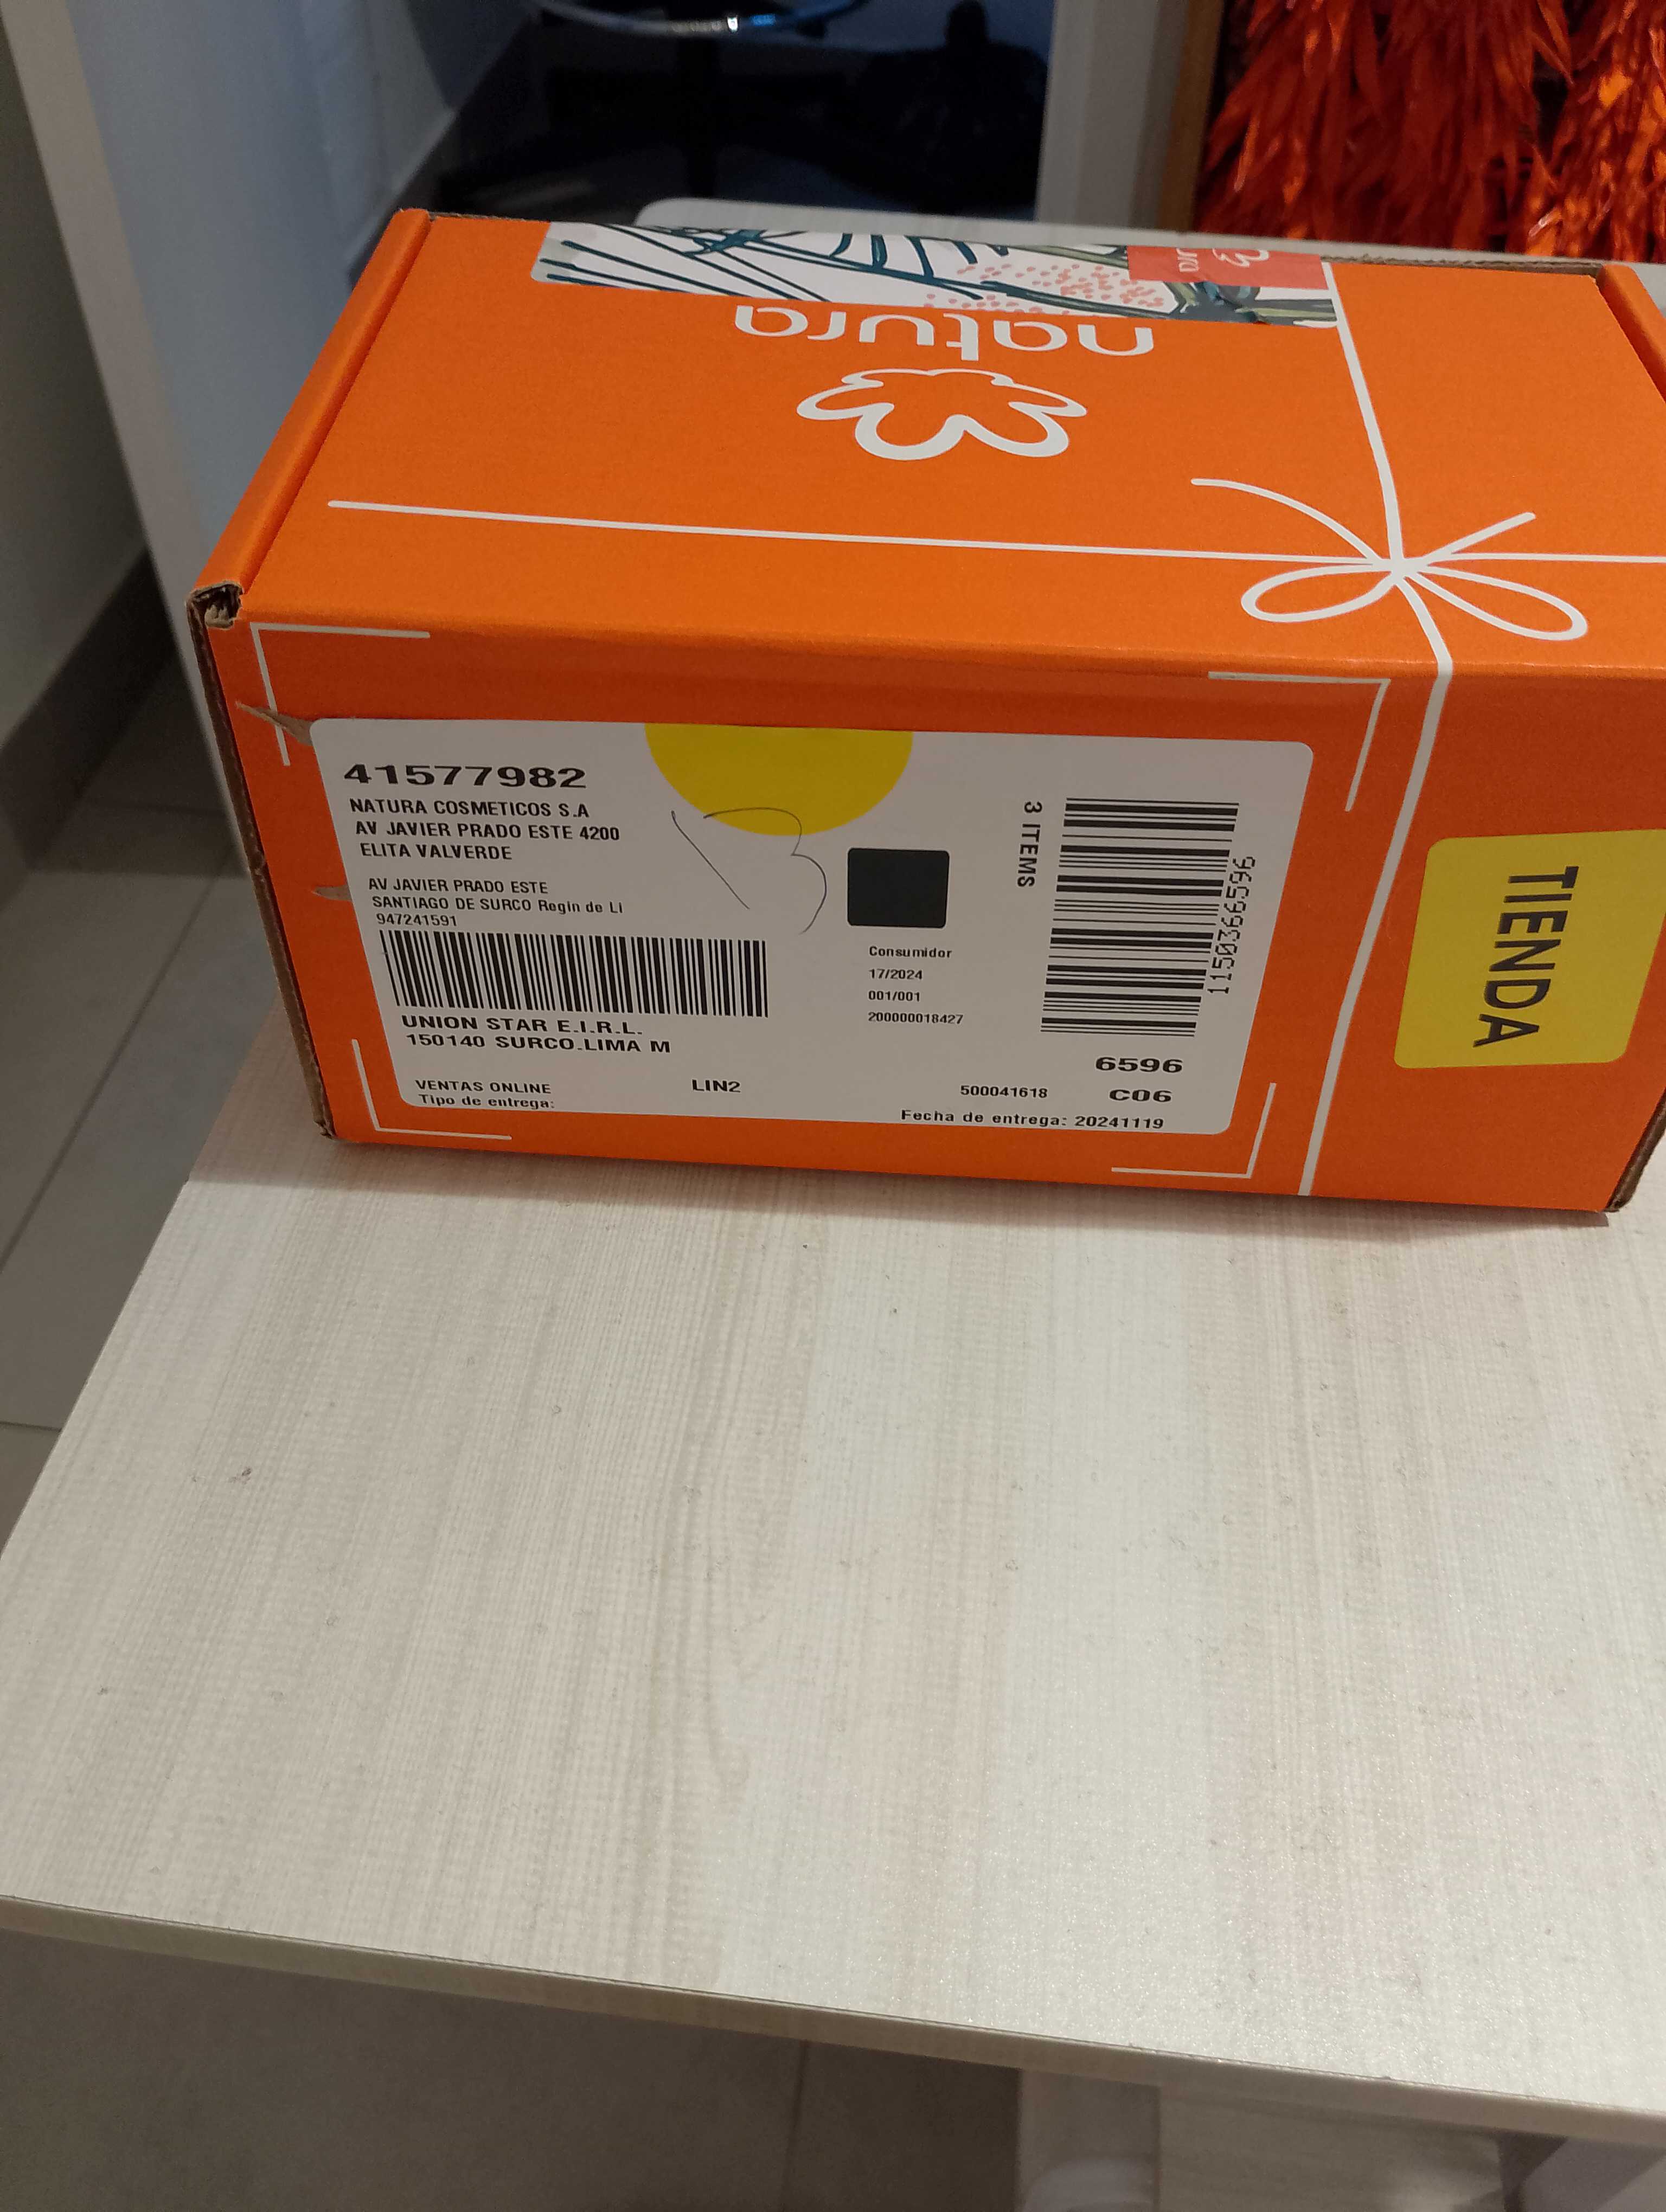 natura
41577982
NATURA COSMETICOS S.A
AV JAVIER PRADO ESTE 4200
ELITA VALVERDE
AV JAVIER PRADO ESTE
SANTIAGO DE SURCO Regin de Li
947241591
UNION STAR E.I.R.L.
150140 SURCO.LIMA M
VENTAS ONLINE
Tipo de entrega:
LIN2
Consumidor
17/2024
001/001
200000018427
3 ITEMS
1150366596
6596
500041618
C06
Fecha de entrega: 20241119
TIENDA